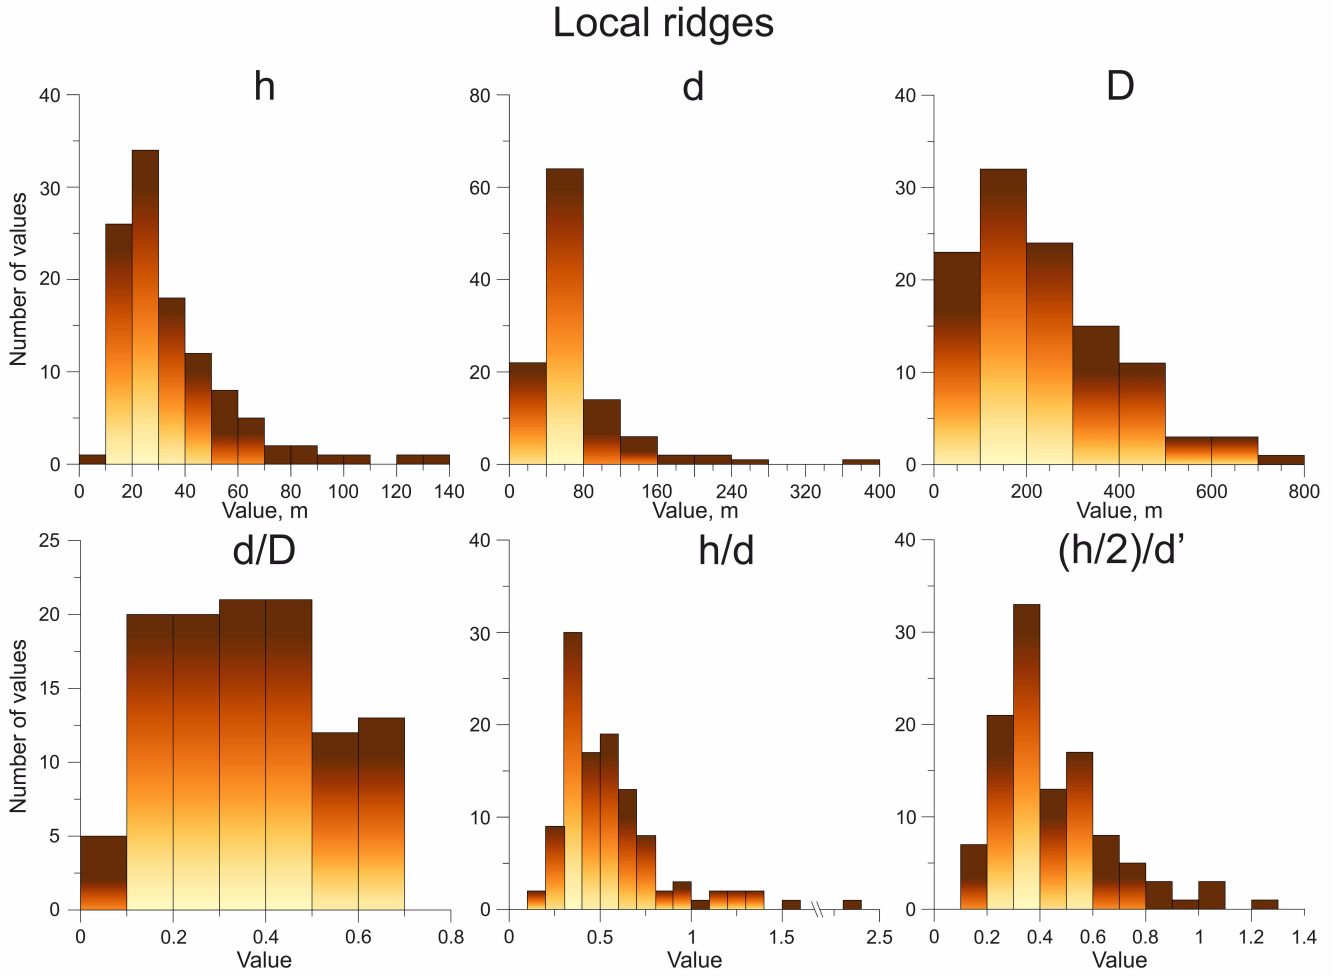 Local ridges
h
d
D
40
30
20
10
0
Number of values
0 20 40 60 80 100 120 140
Value, m
80
60
40
20
0
0 80 160 240 320 400
Value, m
40
30
20
10
0
0 200 400 600 800
Value, m
d/D
h/d
(h/2)/d’
25
20
15
10
5
0
Number of values
0 0.2 0.4 0.6 0.8
Value
40
30
20
10
0
0 0.5 1 1.5 2.5
Value
40
30
20
10
0
0 0.2 0.4 0.6 0.8 1 1.2 1.4
Value